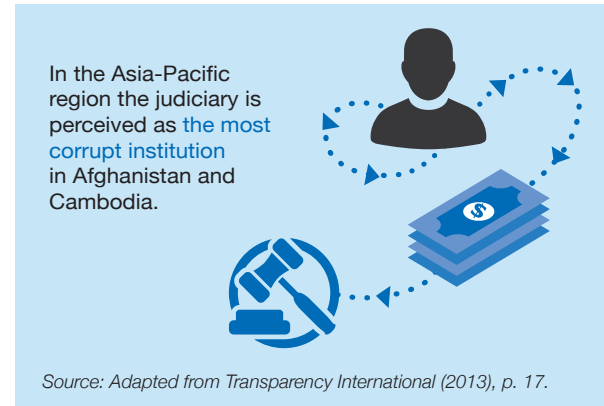 In the Asia-Pacific
region the judiciary is
perceived as the most
corrupt institution
in Afghanistan and
Cambodia.
$
Source: Adapted from Transparency International (2013), p. 17.